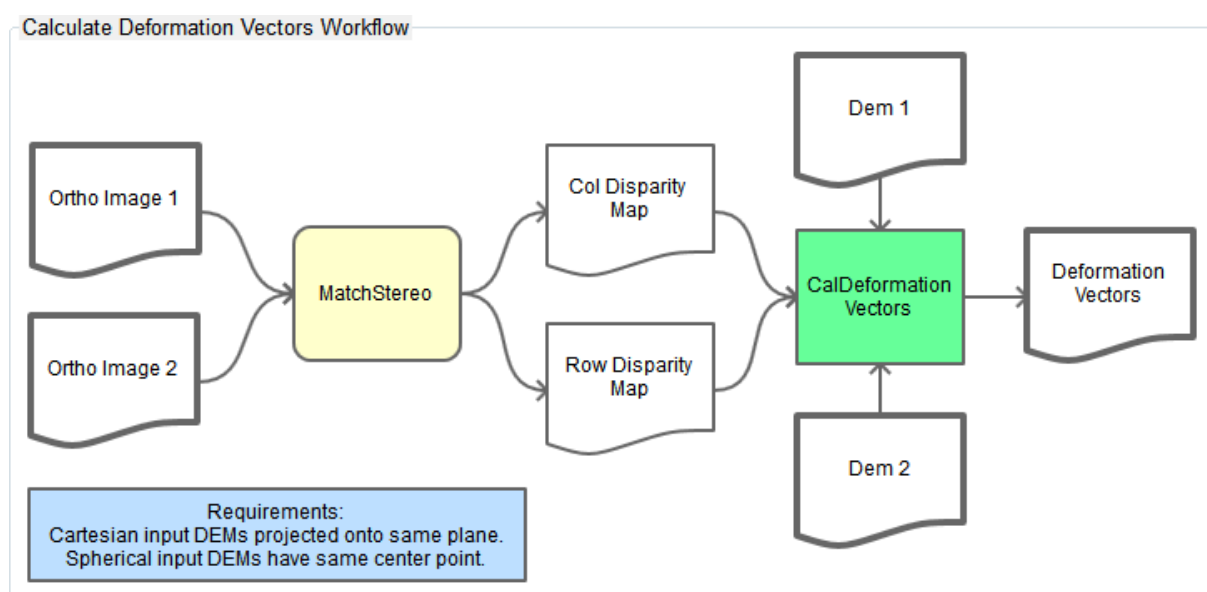 Calculate Deformation Vectors Workflow
Ortho Image 1
Ortho Image 2
MatchStereo
Col Disparity
Map
Row Disparity
Map
Dem 1
CalDeformation
Vectors
Dem 2
Deformation
Vectors
Requirements:
Cartesian input DEMs projected onto same plane.
Spherical input DEMs have same center point.